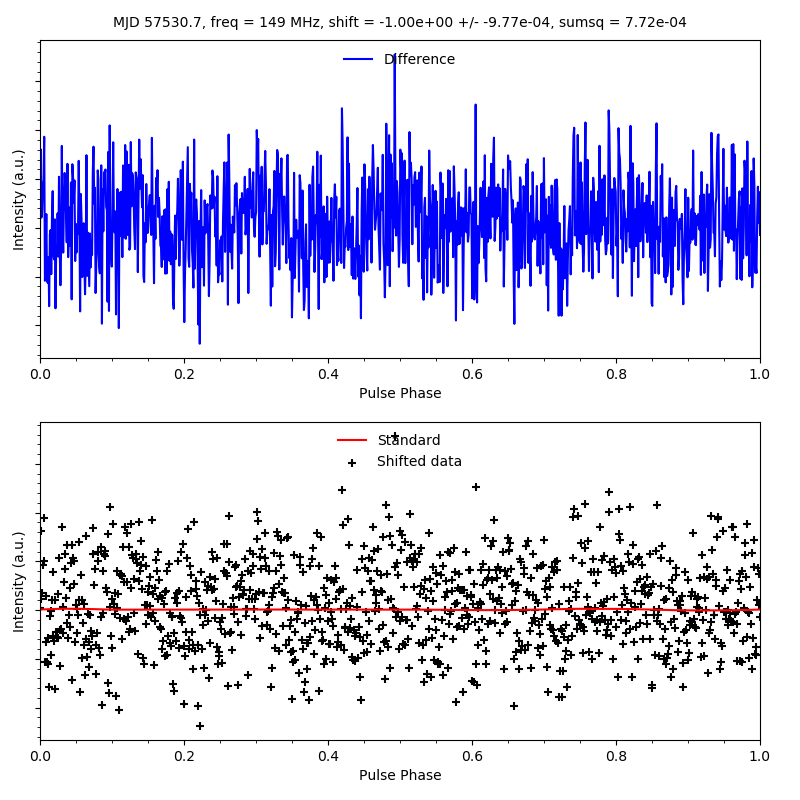 MJD 57530.7, freq = 149 MHz, shift = -1.00e+00 +/- -9.77e-04, sumsq = 7.72e-04
Difference
Intensity (a.u.)
0.0 0.2 0.4 0.6 0.8 1.0
Pulse Phase
Standard
Shifted data
Intensity (a.u.)
0.0 0.2 0.4 0.6 0.8 1.0
Pulse Phase